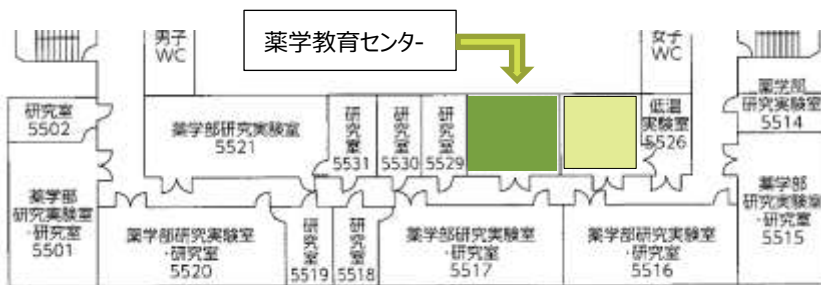 男子
WC
薬学教育センター
女子
WC
研究室
5502
薬学部研究実験室
5521
研究室
5531
研究室
5530
研究室
5529
低温
実験室
5526
薬学部
研究実験室
5514
薬学部
研究実験室
・研究室
5501
薬学部研究実験室
・研究室
5520
研究室
5519
研究室
5518
薬学部研究実験室
・研究室
5517
薬学部研究実験室
・研究室
5516
薬学部
研究実験室
・研究室
5515